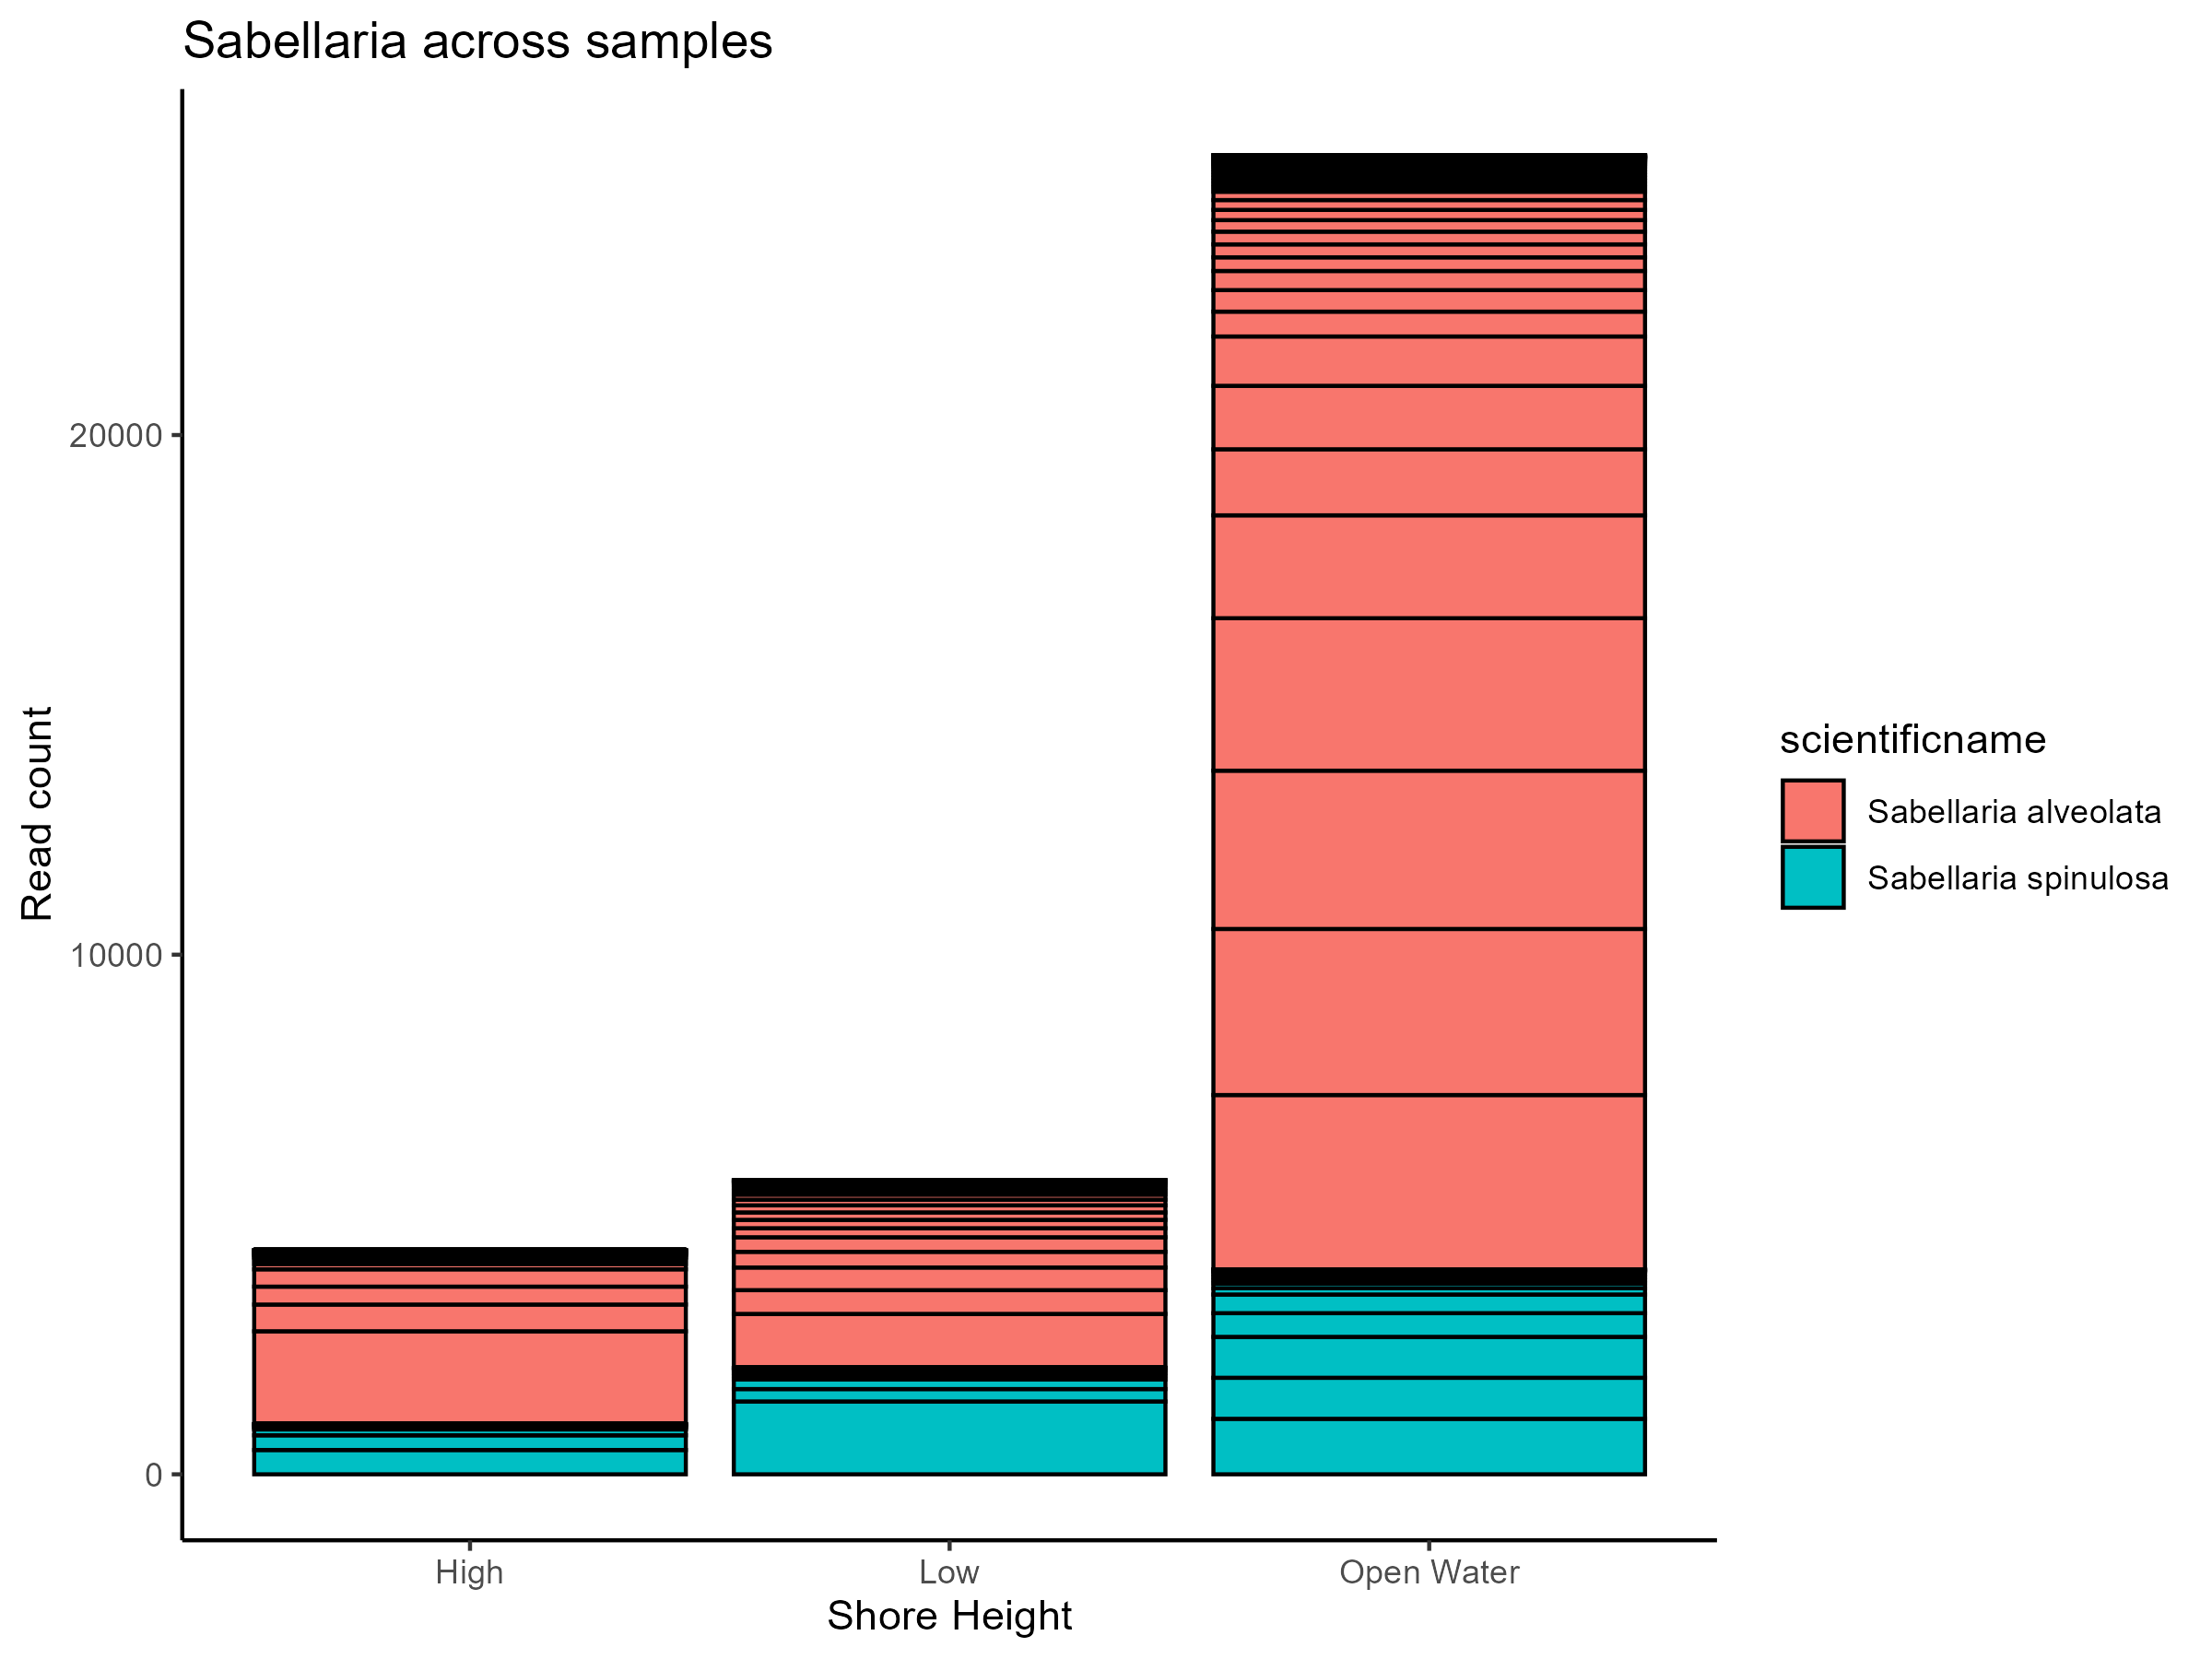 Sabellaria across samples
Read count
20000
10000
0
High
Low
Open Water
Shore Height
scientificname
Sabellaria alveolata
Sabellaria spinulosa